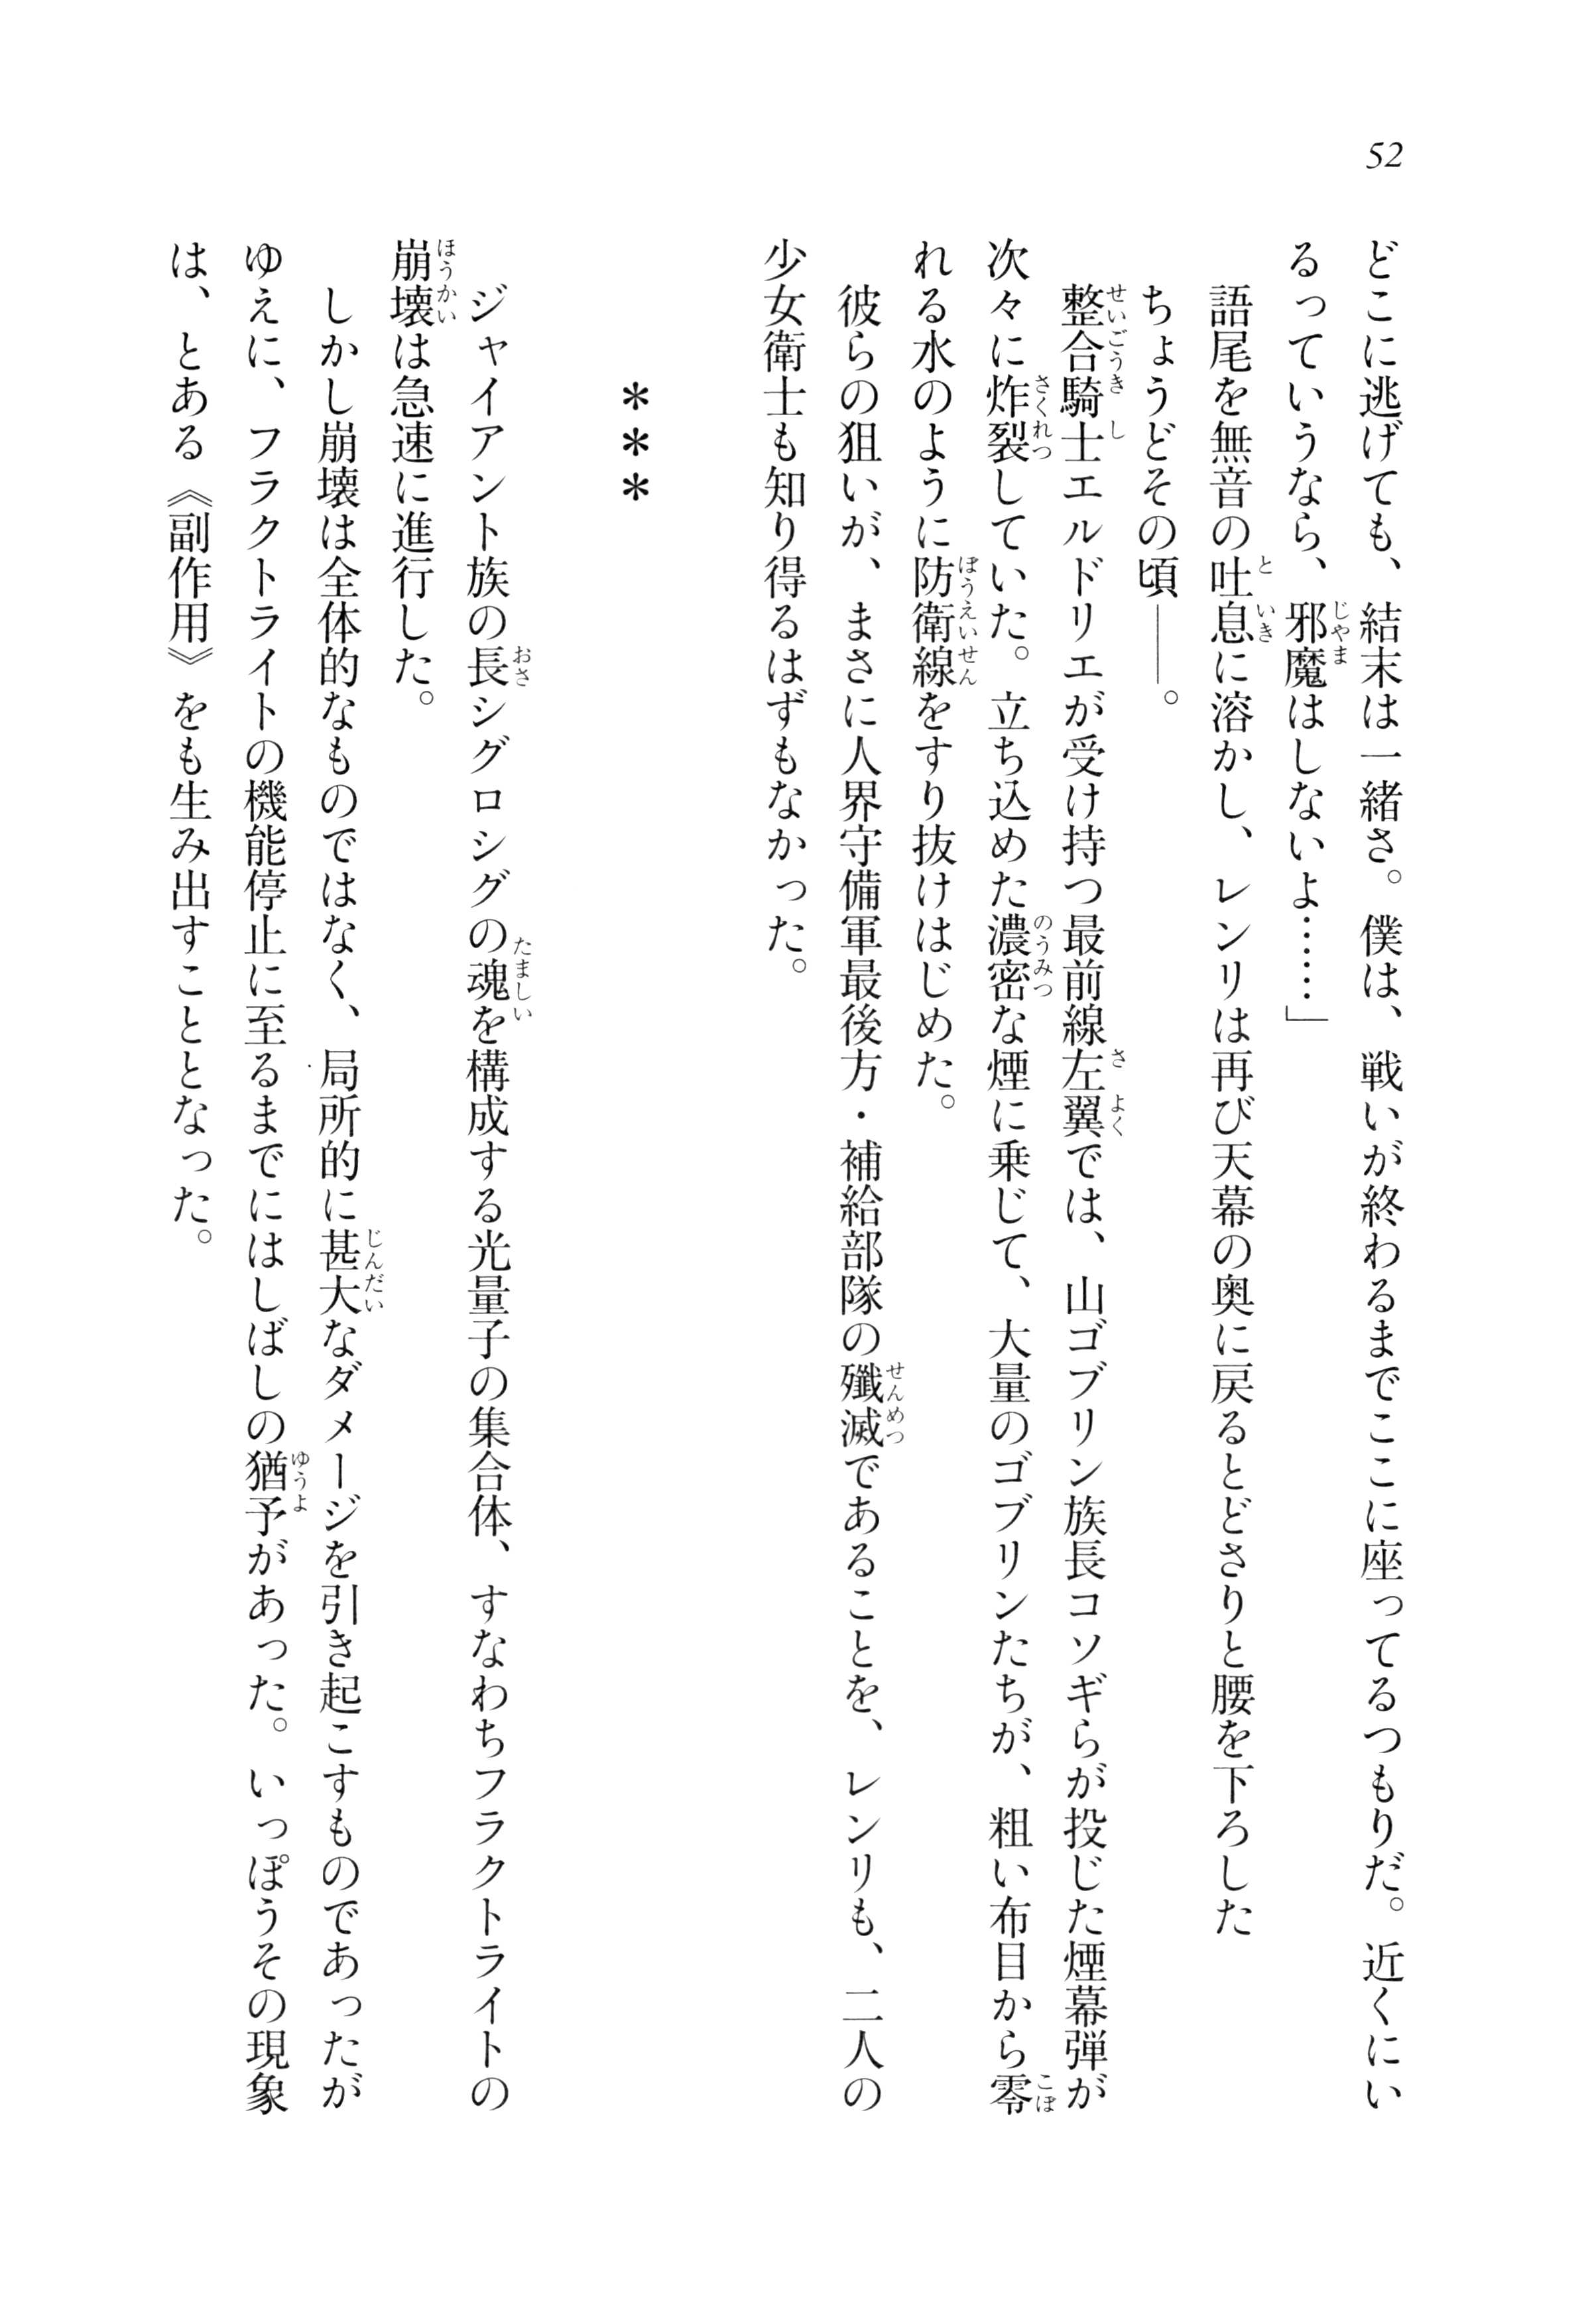 52
どこに逃げても、結末は一緒さ。僕は、戦いが終わるまでここに座ってるつもりだ。近くにい
るっていうなら、邪魔はしないよ……」
語尾を無音の吐息に溶かし、レンリは再び天幕の奥に戻るとどさりと腰を下ろした
ちょうどその頃――。
整合騎士エルドリエが受け持つ最前線左翼では、山ゴブリン族長コソギらが投じた煙幕弾が
次々に炸裂していた。立ち込めた濃密な煙に乗じて、大量のゴブリンたちが、粗い布目から零
れる水のように防衛線をすり抜けはじめた。
彼らの狙いが、まさに人界守備軍最後方・補給部隊の殲滅であることを、レンリも、二人の
少女衛士も知り得るはずもなかった。
＊＊＊
ジャイアント族の長シグロシグの魂を構成する光量子の集合体、すなわちフラクトライトの
崩壊は急速に進行した。
しかし崩壊は全体的なものではなく、局所的に甚大なダメージを引き起こすものであったが
ゆえに、フラクトライトの機能停止に至るまでにはしばしの猶予があった。いっぽうその現象
は、とある《副作用》をも生み出すこととなった。